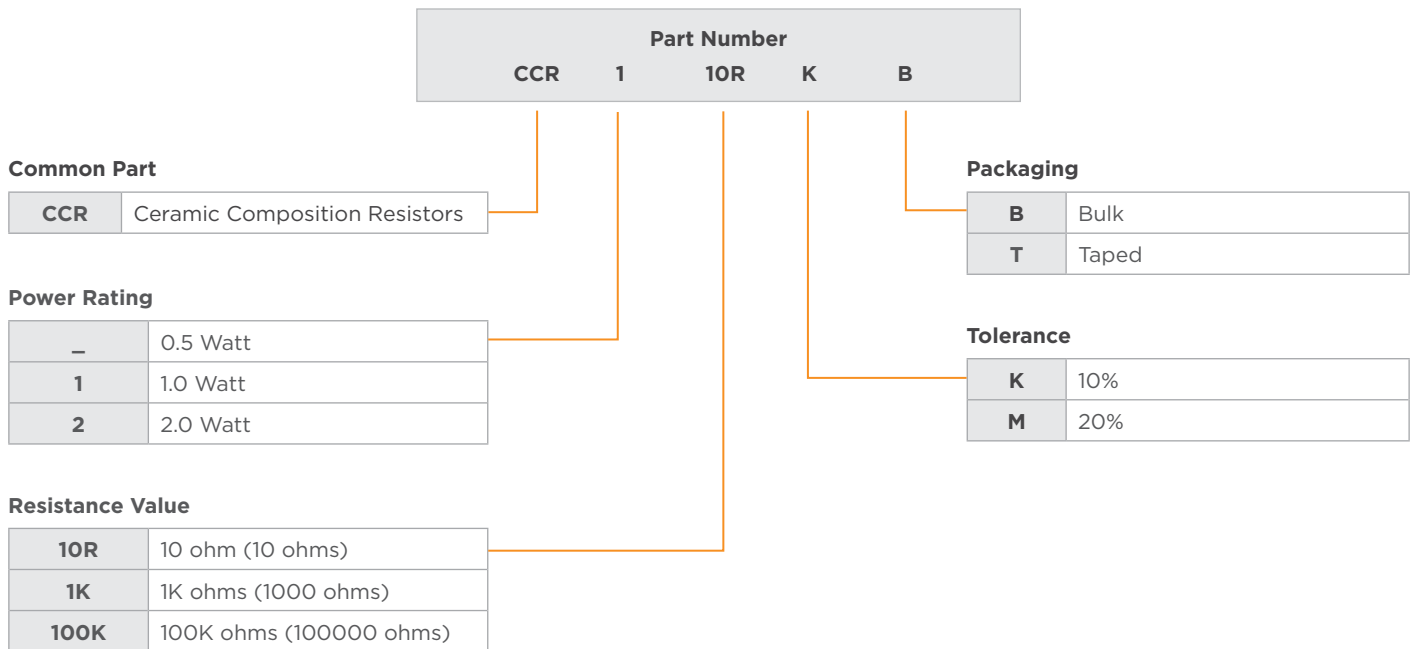 Part Number
CCR 1 10R K B
Common Part
CCR Ceramic Composition Resistors
Power Rating
_ 0.5 Watt
1 1.0 Watt
2 2.0 Watt
Resistance Value
10R 10 ohm (10 ohms)
1K 1K ohms (1000 ohms)
100K 100K ohms (100000 ohms)
Packaging
B Bulk
T Taped
Tolerance
K 10%
M 20%